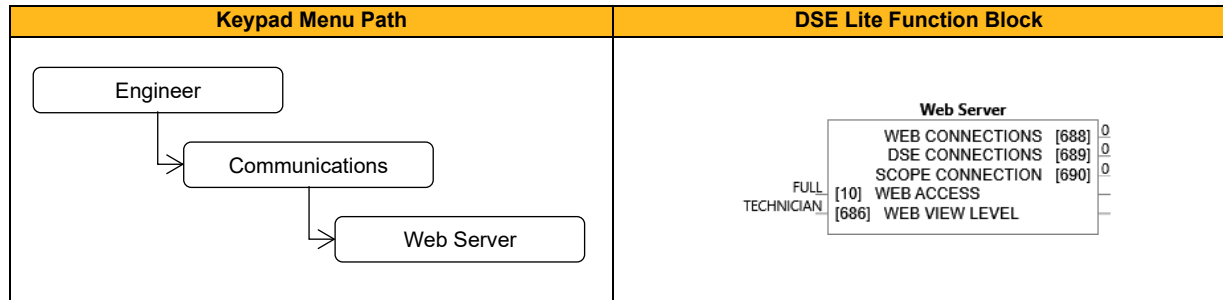 Keypad Menu Path
DSE Lite Function Block
Engineer
Communications
Web Server
Web Server
WEB CONNECTIONS [688] 0
DSE CONNECTIONS [689] 0
SCOPE CONNECTION [690] 0
FULL [10] WEB ACCESS
TECHNICIAN [686] WEB VIEW LEVEL